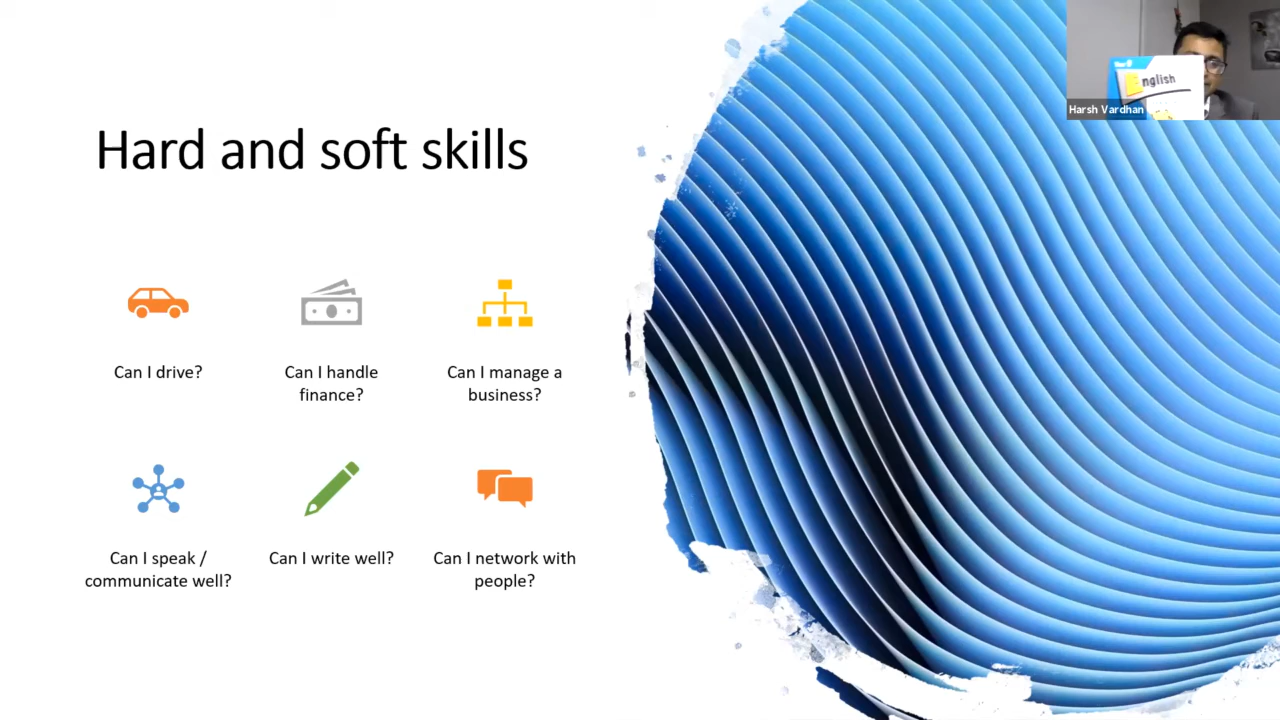 Hard and soft skills
Can I drive?
Can I handle
finance?
Can I manage a
business?
Can I speak /
communicate well?
Can I write well?
Can I network with
people?
English
Harsh Vardhan